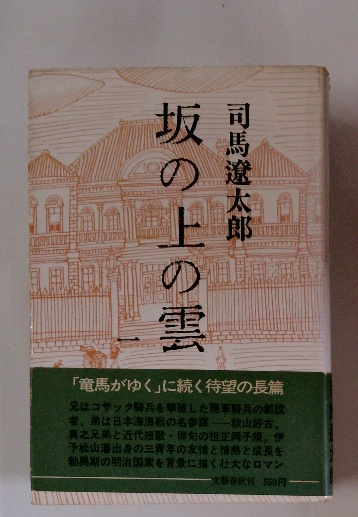 司馬遼太郎
坂の上の雲
一
「竜馬がゆく」に続く待望の長篇
兄はコサック騎兵を撃破した陸軍騎兵の創設
者、弟は日本海海戦の名参謀――秋山好古、
真之兄弟と近代短歌・俳句の祖正岡子規。伊
予松山藩出身の三青年の友情と情熱と成長を
勃興期の明治国家を背景に描く壮大なロマン
文藝春秋刊 550円